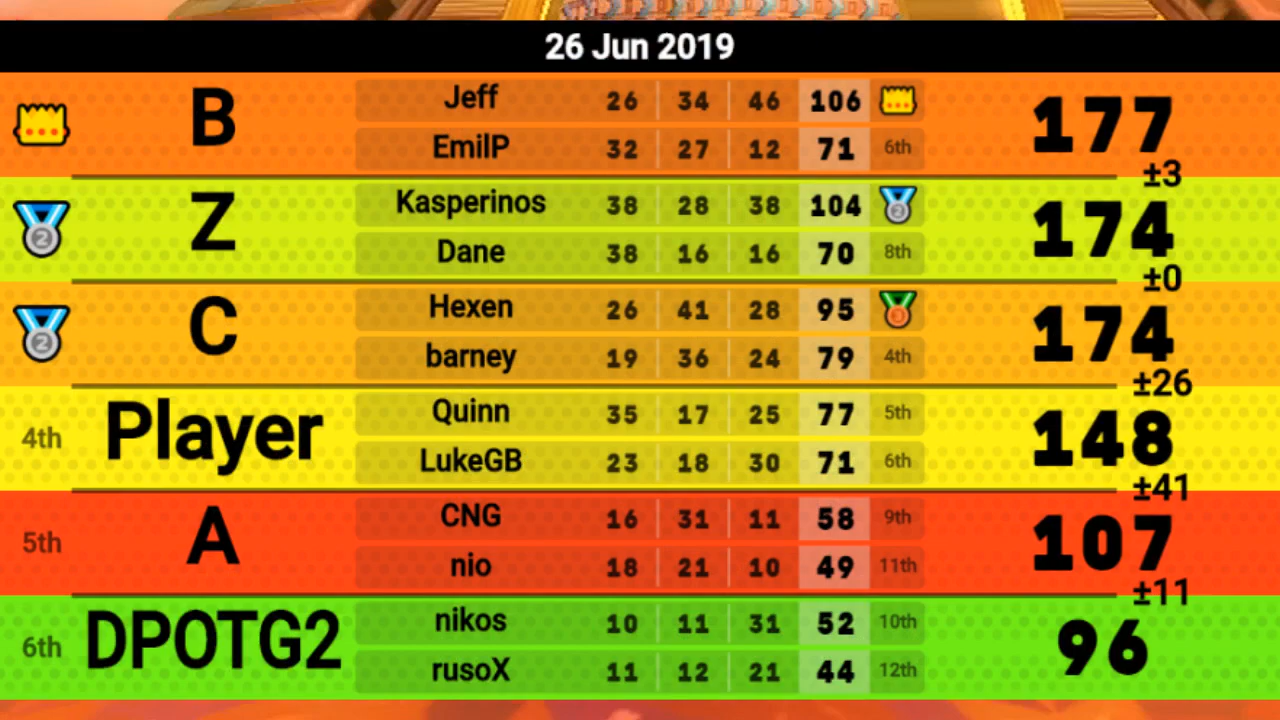 26 Jun 2019
B
Jeff 26 34 46 106
EmilP 32 27 12 71 6th
177
±3
2
Z
Kasperinos 38 28 38 104 2
Dane 38 16 16 70 8th
174
±0
2
C
Hexen 26 41 28 95 3
barney 19 36 24 79 4th
174
±26
4th
Player
Quinn 35 17 25 77 5th
LukeGB 23 18 30 71 6th
148
±41
5th
A
CNG 16 31 11 58 9th
nio 18 21 10 49 11th
107
±11
6th
DPOTG2
nikos 10 11 31 52 10th
rusoX 11 12 21 44 12th
96